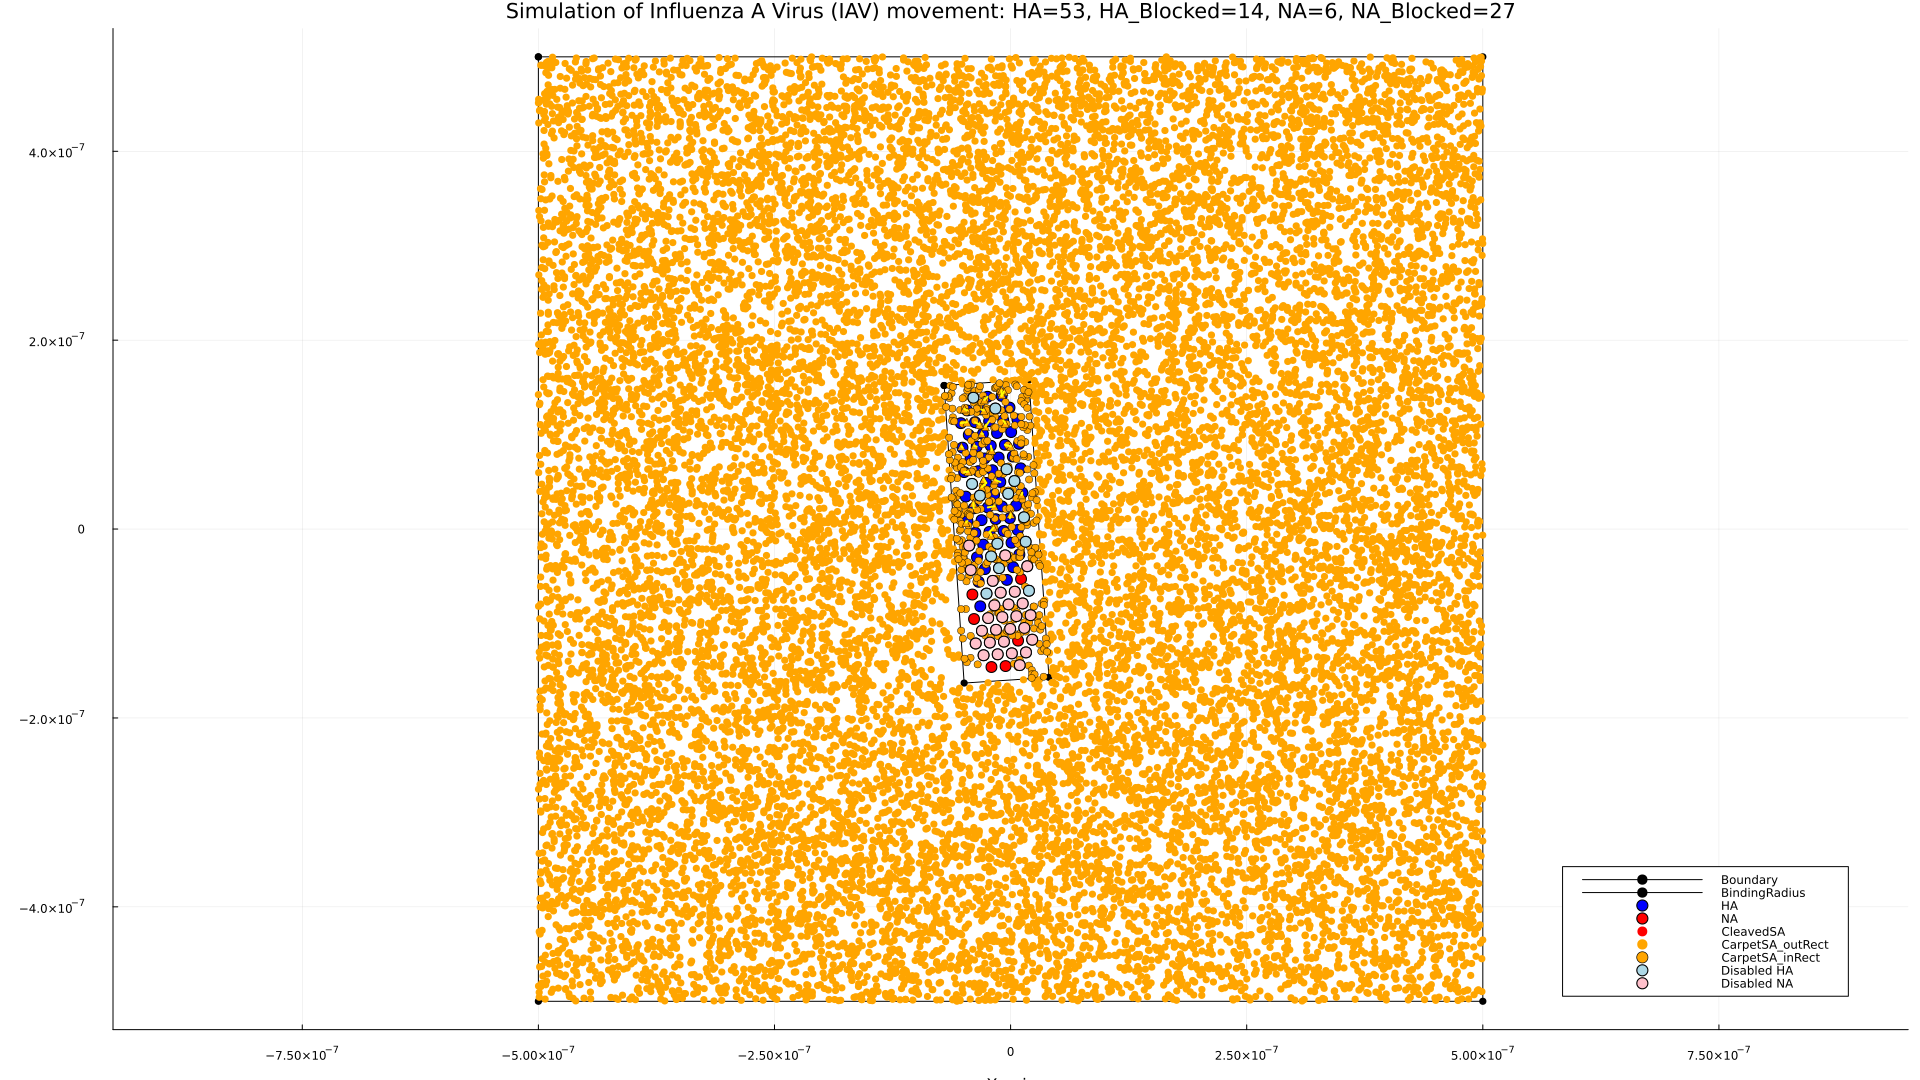 Simulation of Influenza A Virus (IAV) movement: HA=53, HA_Blocked=14, NA=6, NA_Blocked=27
4.0×10⁻⁷
2.0×10⁻⁷
0
−2.0×10⁻⁷
−4.0×10⁻⁷
−7.50×10⁻⁷
−5.00×10⁻⁷
−2.50×10⁻⁷
0
2.50×10⁻⁷
5.00×10⁻⁷
7.50×10⁻⁷
Boundary
BindingRadius
HA
NA
CleavedSA
CarpetSA_outRect
CarpetSA_inRect
Disabled HA
Disabled NA